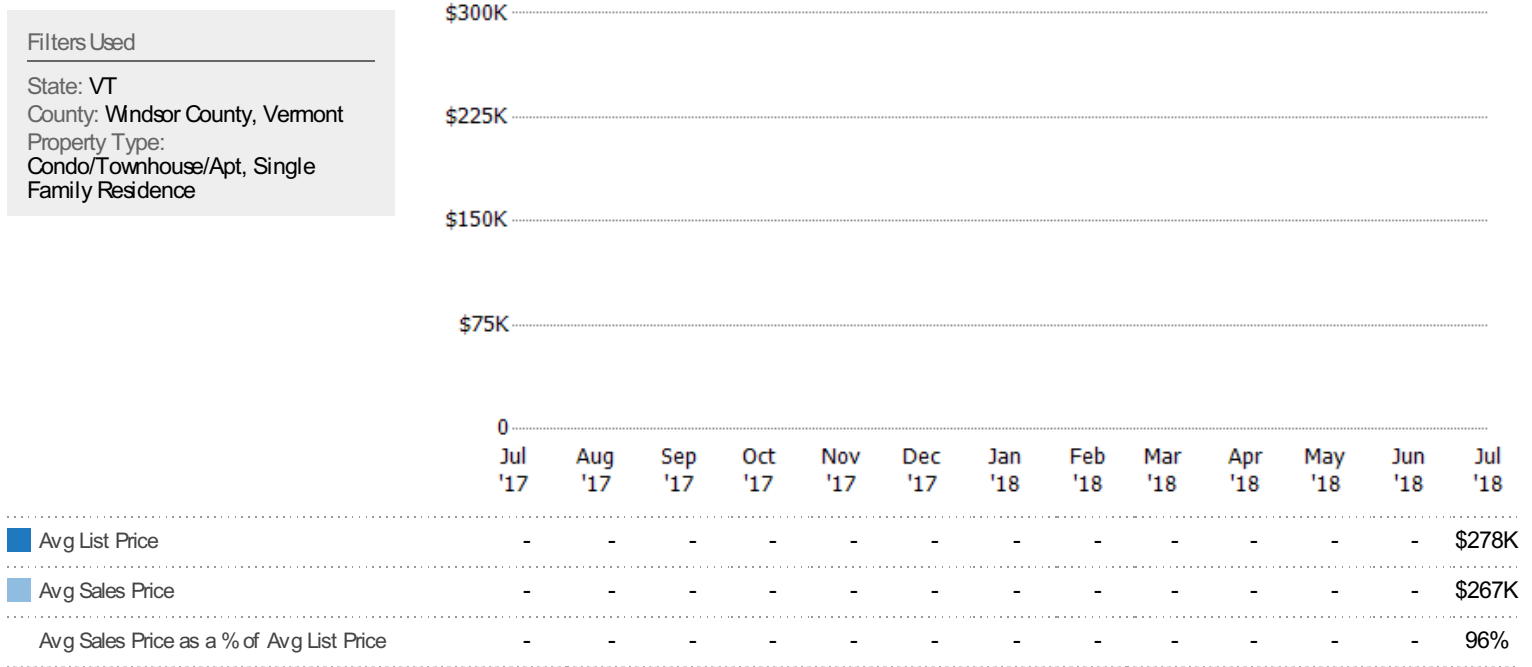 Filters Used
State: VT
County: Windsor County, Vermont
Property Type:
Condo/Townhouse/Apt, Single
Family Residence
$300K
$225K
$150K
$75K
0
Jul Aug Sep Oct Nov Dec Jan Feb Mar Apr May Jun Jul
'17 '17 '17 '17 '17 '17 '18 '18 '18 '18 '18 '18 '18
Avg List Price - - - - - - - - - - - - $278K
Avg Sales Price - - - - - - - - - - - - $267K
Avg Sales Price as a % of Avg List Price - - - - - - - - - - - - 96%